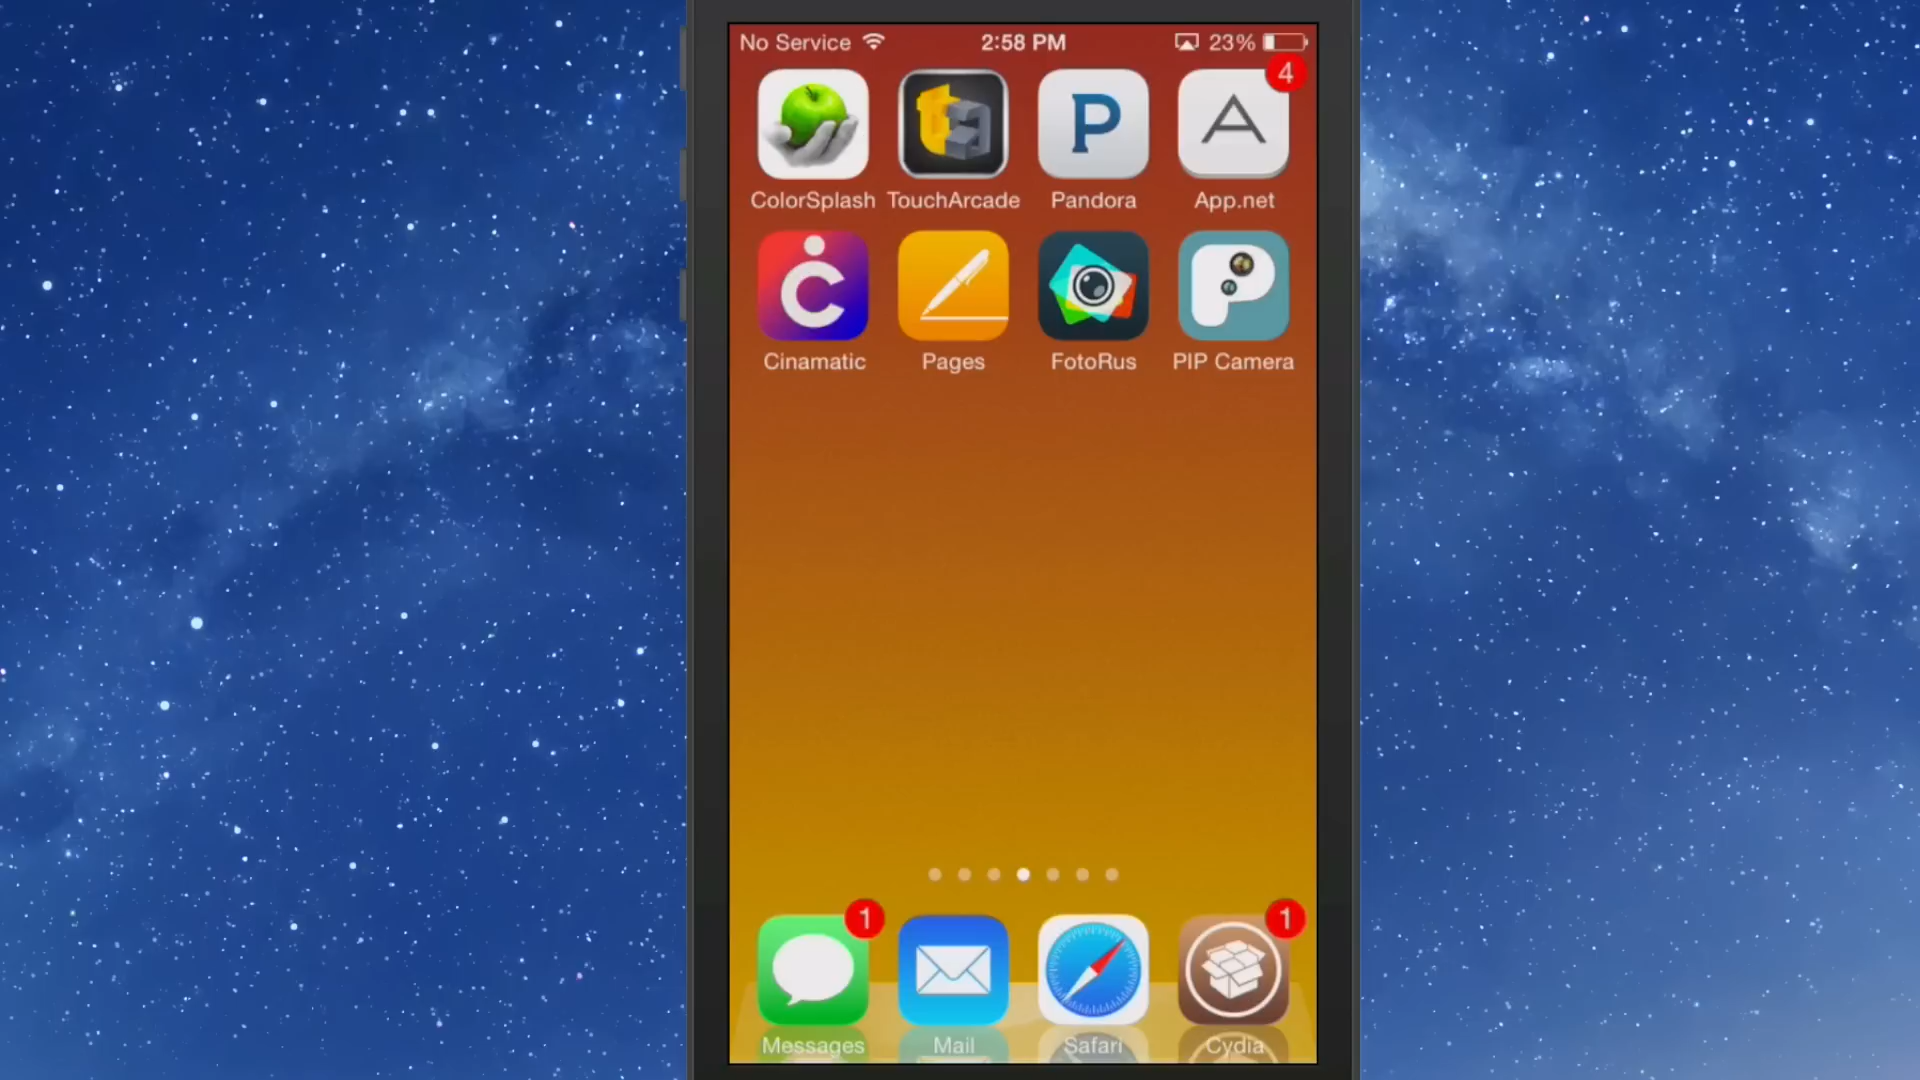 No Service 2:58 PM 23%
4
ColorSplash TouchArcade Pandora App.net
Cinamatic Pages FotoRus PIP Camera
1 1
Messages Mail Safari Cydia